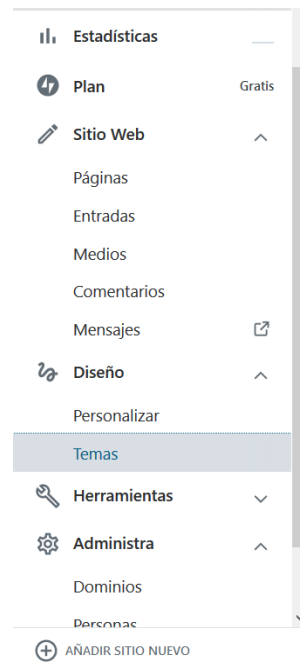 Estadísticas
Plan Gratis
Sitio Web
Páginas
Entradas
Medios
Comentarios
Mensajes
Diseño
Personalizar
Temas
Herramientas
Administra
Dominios
Personas
AÑADIR SITIO NUEVO